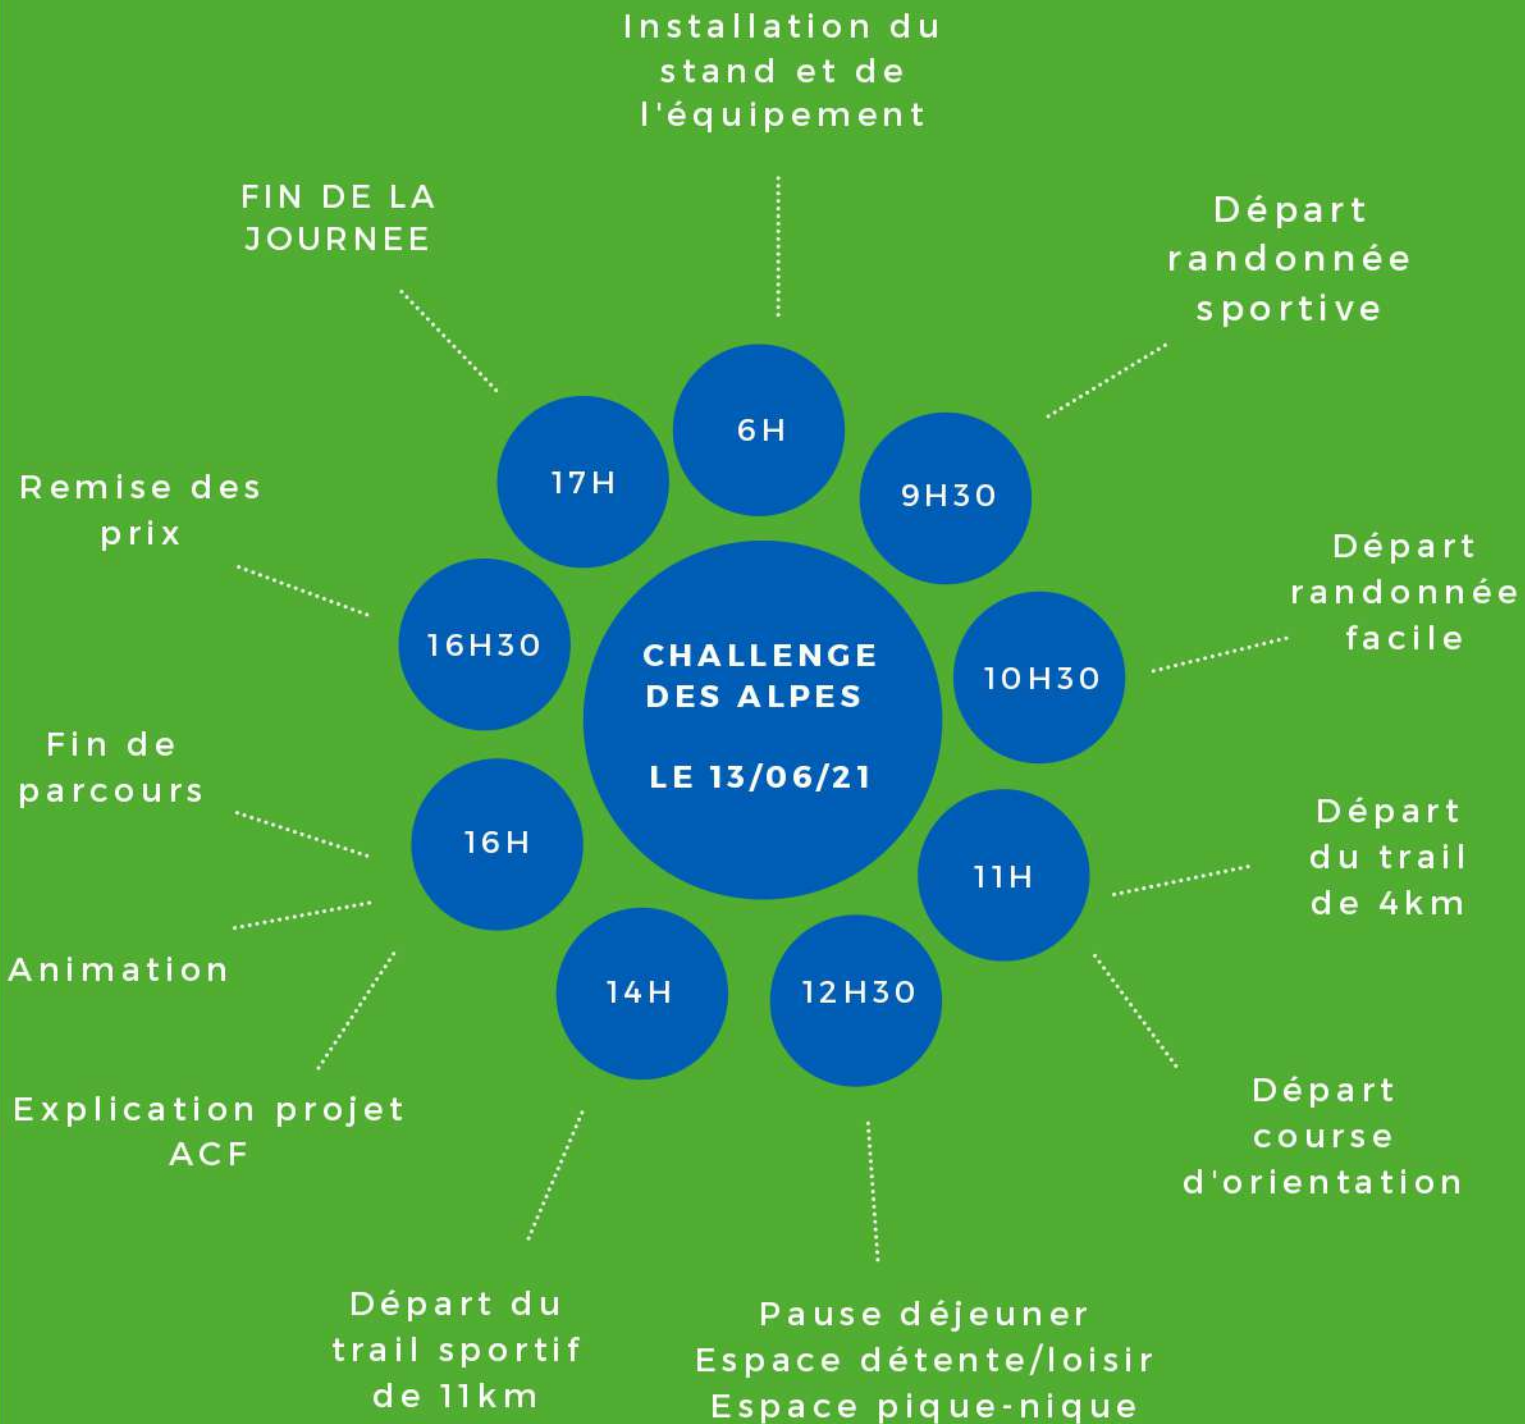 Installation du
stand et de
l'équipement
FIN DE LA
JOURNEE
Départ
randonnée
sportive
6H
17H
9H30
Remise des
prix
Départ
randonnée
facile
16H30
CHALLENGE
DES ALPES
LE 13/06/21
10H30
Fin de
parcours
16H
11H
Départ
du trail
de 4km
Animation
14H
12H30
Explication projet
ACF
Départ
course
d'orientation
Départ du
trail sportif
de 11km
Pause déjeuner
Espace détente/loisir
Espace pique-nique